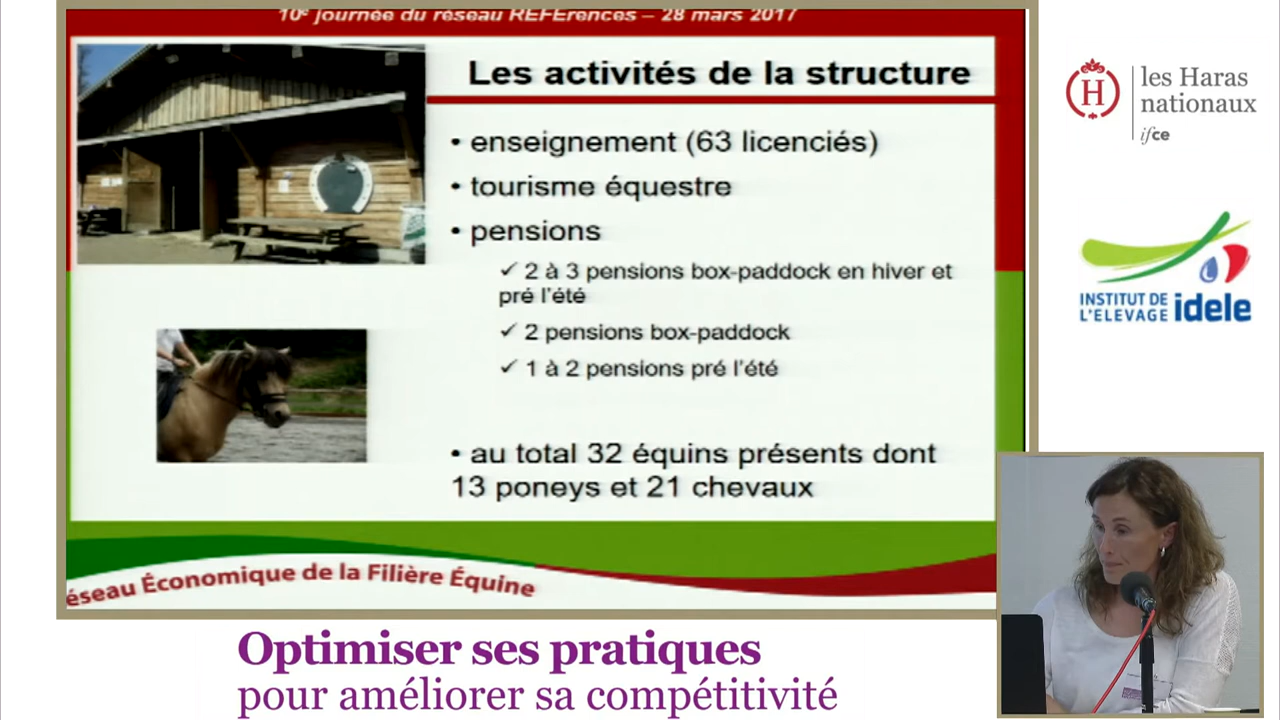 10e journée du réseau REFErences – 28 mars 2017
Les activités de la structure
• enseignement (63 licenciés)
• tourisme équestre
• pensions
✓ 2 à 3 pensions box-paddock en hiver et
pré l'été
✓ 2 pensions box-paddock
✓ 1 à 2 pensions pré l'été
• au total 32 équins présents dont
13 poneys et 21 chevaux
éseau Économique de la Filière Équine
Optimiser ses pratiques
pour améliorer sa compétitivité
H
les Haras
nationaux
ifce
INSTITUT DE
L'ELEVAGE idele